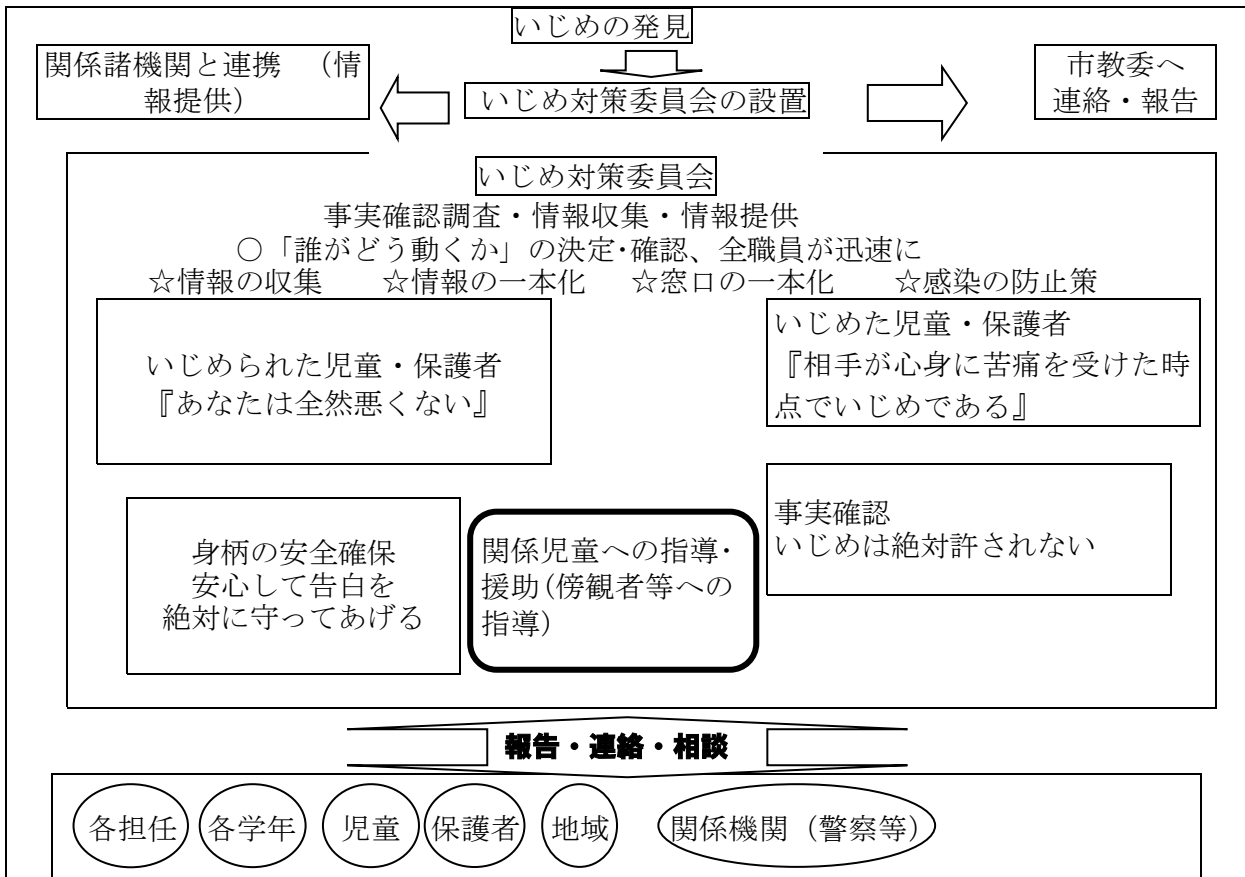 いじめの発見
関係諸機関と連携　（情
報提供）
いじめ対策委員会の設置
市教委へ
連絡・報告
いじめ対策委員会
事実確認調査・情報収集・情報提供
○「誰がどう動くか」の決定・確認、全職員が迅速に
☆情報の収集　　☆情報の一本化　☆窓口の一本化　　☆感染の防止策
いじめられた児童・保護者
『あなたは全然悪くない』
いじめた児童・保護者
『相手が心身に苦痛を受けた時
点でいじめである』
身柄の安全確保
安心して告白を
絶対に守ってあげる
関係児童への指導・
援助（傍観者等への
指導）
事実確認
いじめは絶対許されない
報告・連絡・相談
各担任　各学年　児童　保護者　地域　関係機関（警察等）